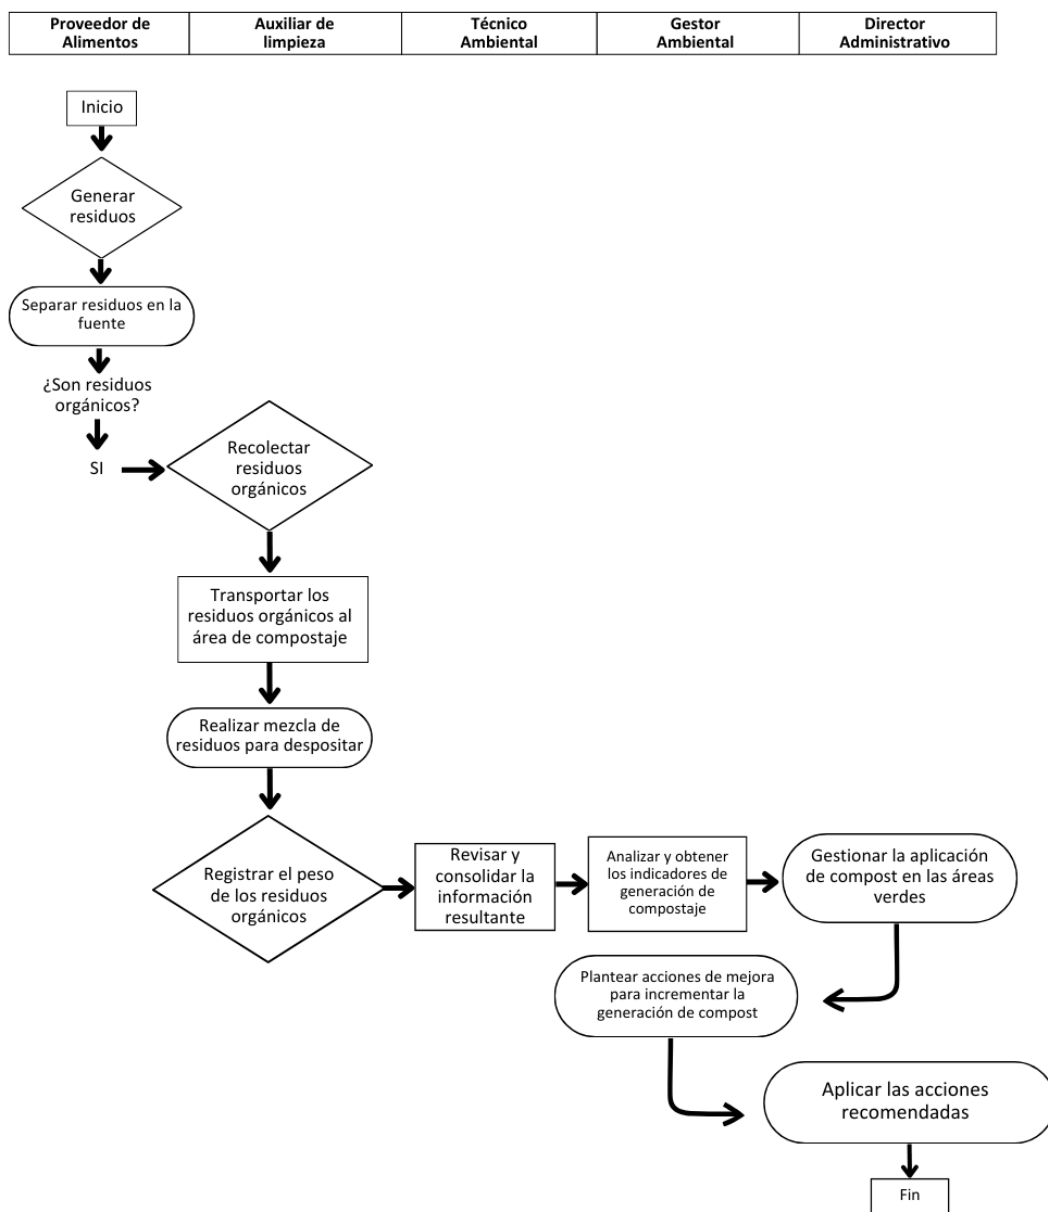 Proveedor de
Alimentos
Auxiliar de
limpieza
Técnico
Ambiental
Gestor
Ambiental
Director
Administrativo
Inicio
Generar
residuos
Separar residuos en la
fuente
¿Son residuos
orgánicos?
SI
Recolectar
residuos
orgánicos
Transportar los
residuos orgánicos al
área de compostaje
Realizar mezcla de
residuos para despositar
Registrar el peso
de los residuos
orgánicos
Revisar y
consolidar la
información
resultante
Analizar y obtener
los indicadores de
generación de
compostaje
Gestionar la aplicación
de compost en las áreas
verdes
Plantear acciones de mejora
para incrementar la
generación de compost
Aplicar las acciones
recomendadas
Fin